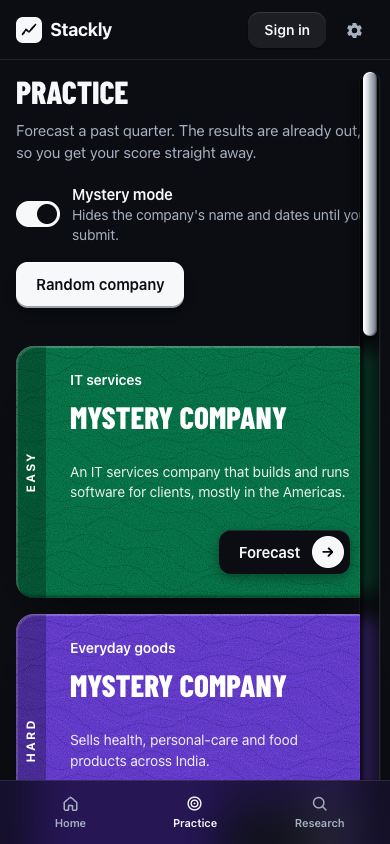 Stackly
Sign in
PRACTICE
Forecast a past quarter. The results are already out,
so you get your score straight away.
Mystery mode
Hides the company's name and dates until you
submit.
Random company
EASY
IT services
MYSTERY COMPANY
An IT services company that builds and runs
software for clients, mostly in the Americas.
Forecast
HARD
Everyday goods
MYSTERY COMPANY
Sells health, personal-care and food
products across India.
Home
Practice
Research